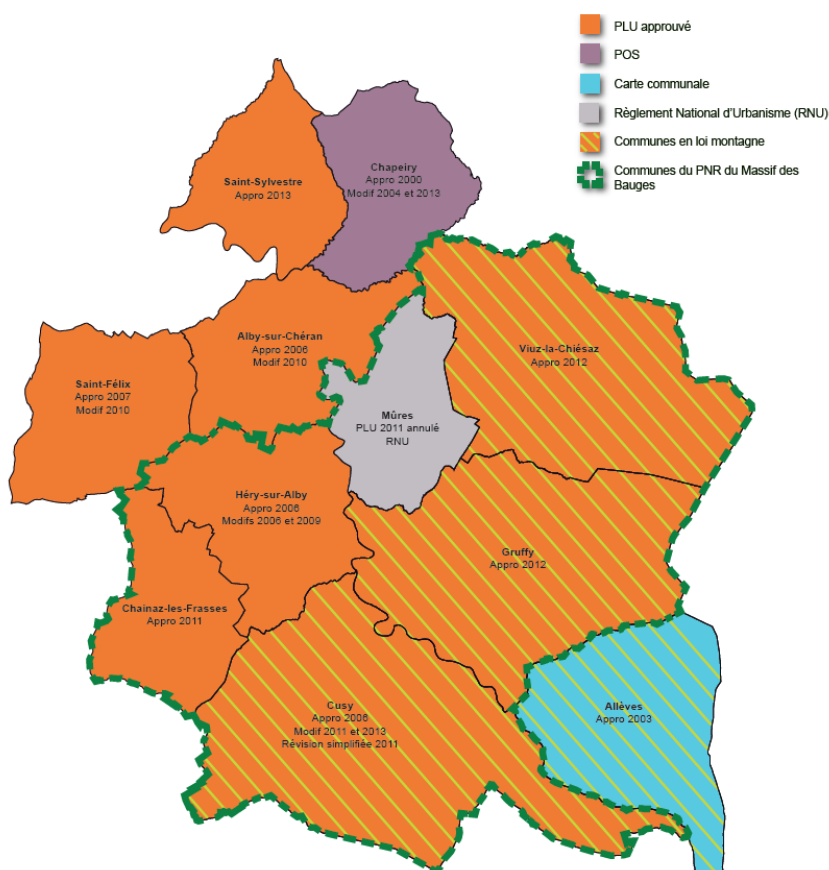 PLU approuvé
POS
Carte communale
Règlement National d'Urbanisme (RNU)
Communes en loi montagne
Communes du PNR du Massif des
Bauges
Saint-Sylvestre
Appro 2013
Chapeiry
Appro 2000
Modif 2004 et 2013
Alby-sur-Chéran
Appro 2006
Modif 2010
Viuz-la-Chiésaz
Appro 2012
Saint-Félix
Appro 2007
Modif 2010
Mûres
PLU 2011 annulé
RNU
Héry-sur-Alby
Appro 2006
Modifs 2006 et 2009
Gruffy
Appro 2012
Chainaz-les-Frasses
Appro 2011
Cusy
Appro 2006
Modif 2011 et 2013
Révision simplifiée 2011
Allèves
Appro 2003